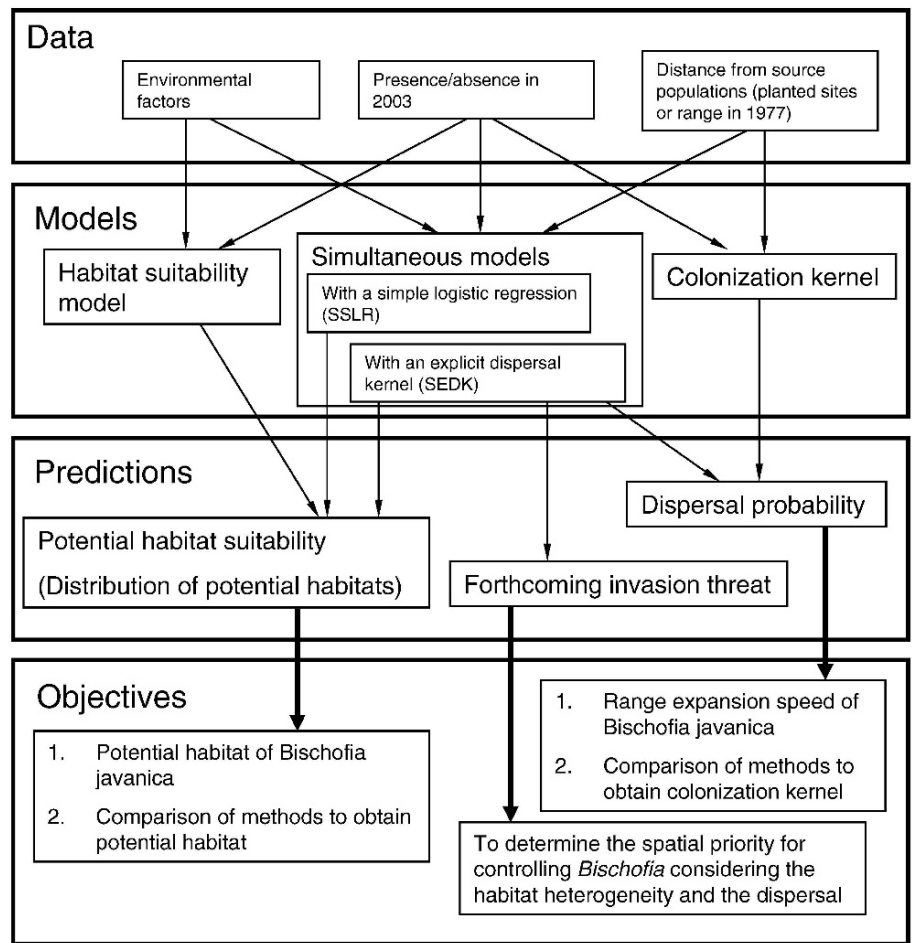 Data
Environmental
factors
Presence/absence in
2003
Distance from source
populations (planted sites
or range in 1977)
Models
Habitat suitability
model
Simultaneous models
With a simple logistic regression
(SSLR)
With an explicit dispersal
kernel (SEDK)
Colonization kernel
Predictions
Potential habitat suitability
(Distribution of potential habitats)
Forthcoming invasion threat
Dispersal probability
Objectives
1. Potential habitat of Bischofia
javanica
2. Comparison of methods to obtain
potential habitat
1. Range expansion speed of
Bischofia javanica
2. Comparison of methods to
obtain colonization kernel
To determine the spatial priority for
controlling Bischofia considering the
habitat heterogeneity and the dispersal